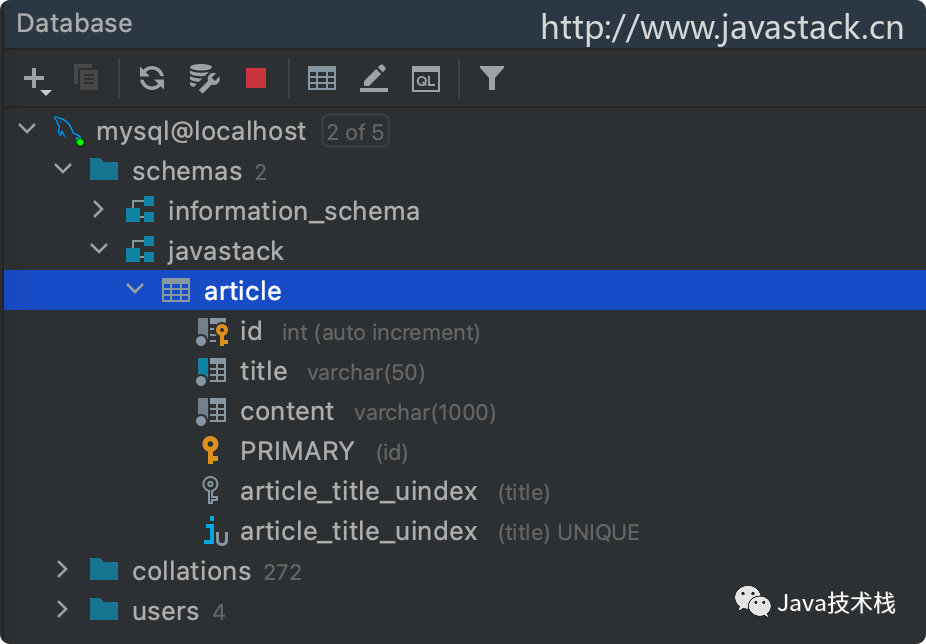 Database http://www.javastack.cn
QL
mysql@localhost 2 of 5
schemas 2
information_schema
javastack
article
id int (auto increment)
title varchar(50)
content varchar(1000)
PRIMARY (id)
article_title_uindex (title)
article_title_uindex (title) UNIQUE
collations 272
users 4
Java技术栈